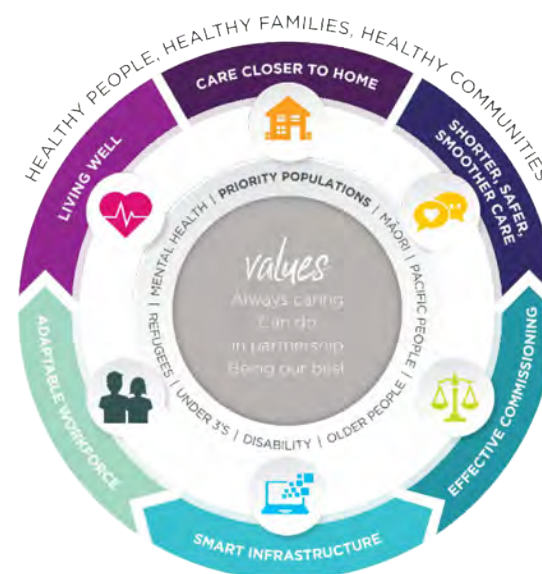 HEALTHY PEOPLE, HEALTHY FAMILIES, HEALTHY COMMUNITIES
CARE CLOSER TO HOME
SHORTER, SAFER,
SMOOTHER CARE
EFFECTIVE COMMISSIONING
SMART INFRASTRUCTURE
ADAPTABLE WORKFORCE
LIVING WELL
PRIORITY POPULATIONS | MĀORI | PACIFIC PEOPLE | OLDER PEOPLE | DISABILITY | UNDER 3'S | REFUGEES | MENTAL HEALTH |
values
Always caring
Can do
in partnership
Being our best